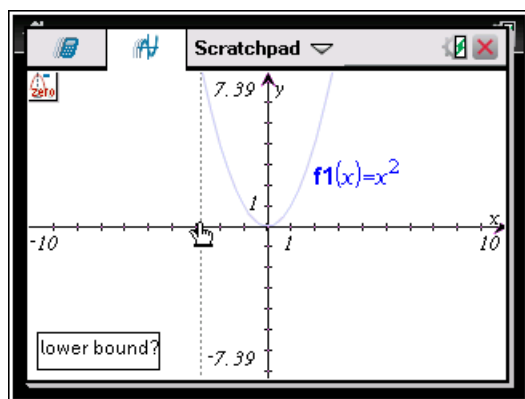 Scratchpad
zero
7.39
y
f1(x)=x²
1
x
-10
1
10
lower bound?
-7.39